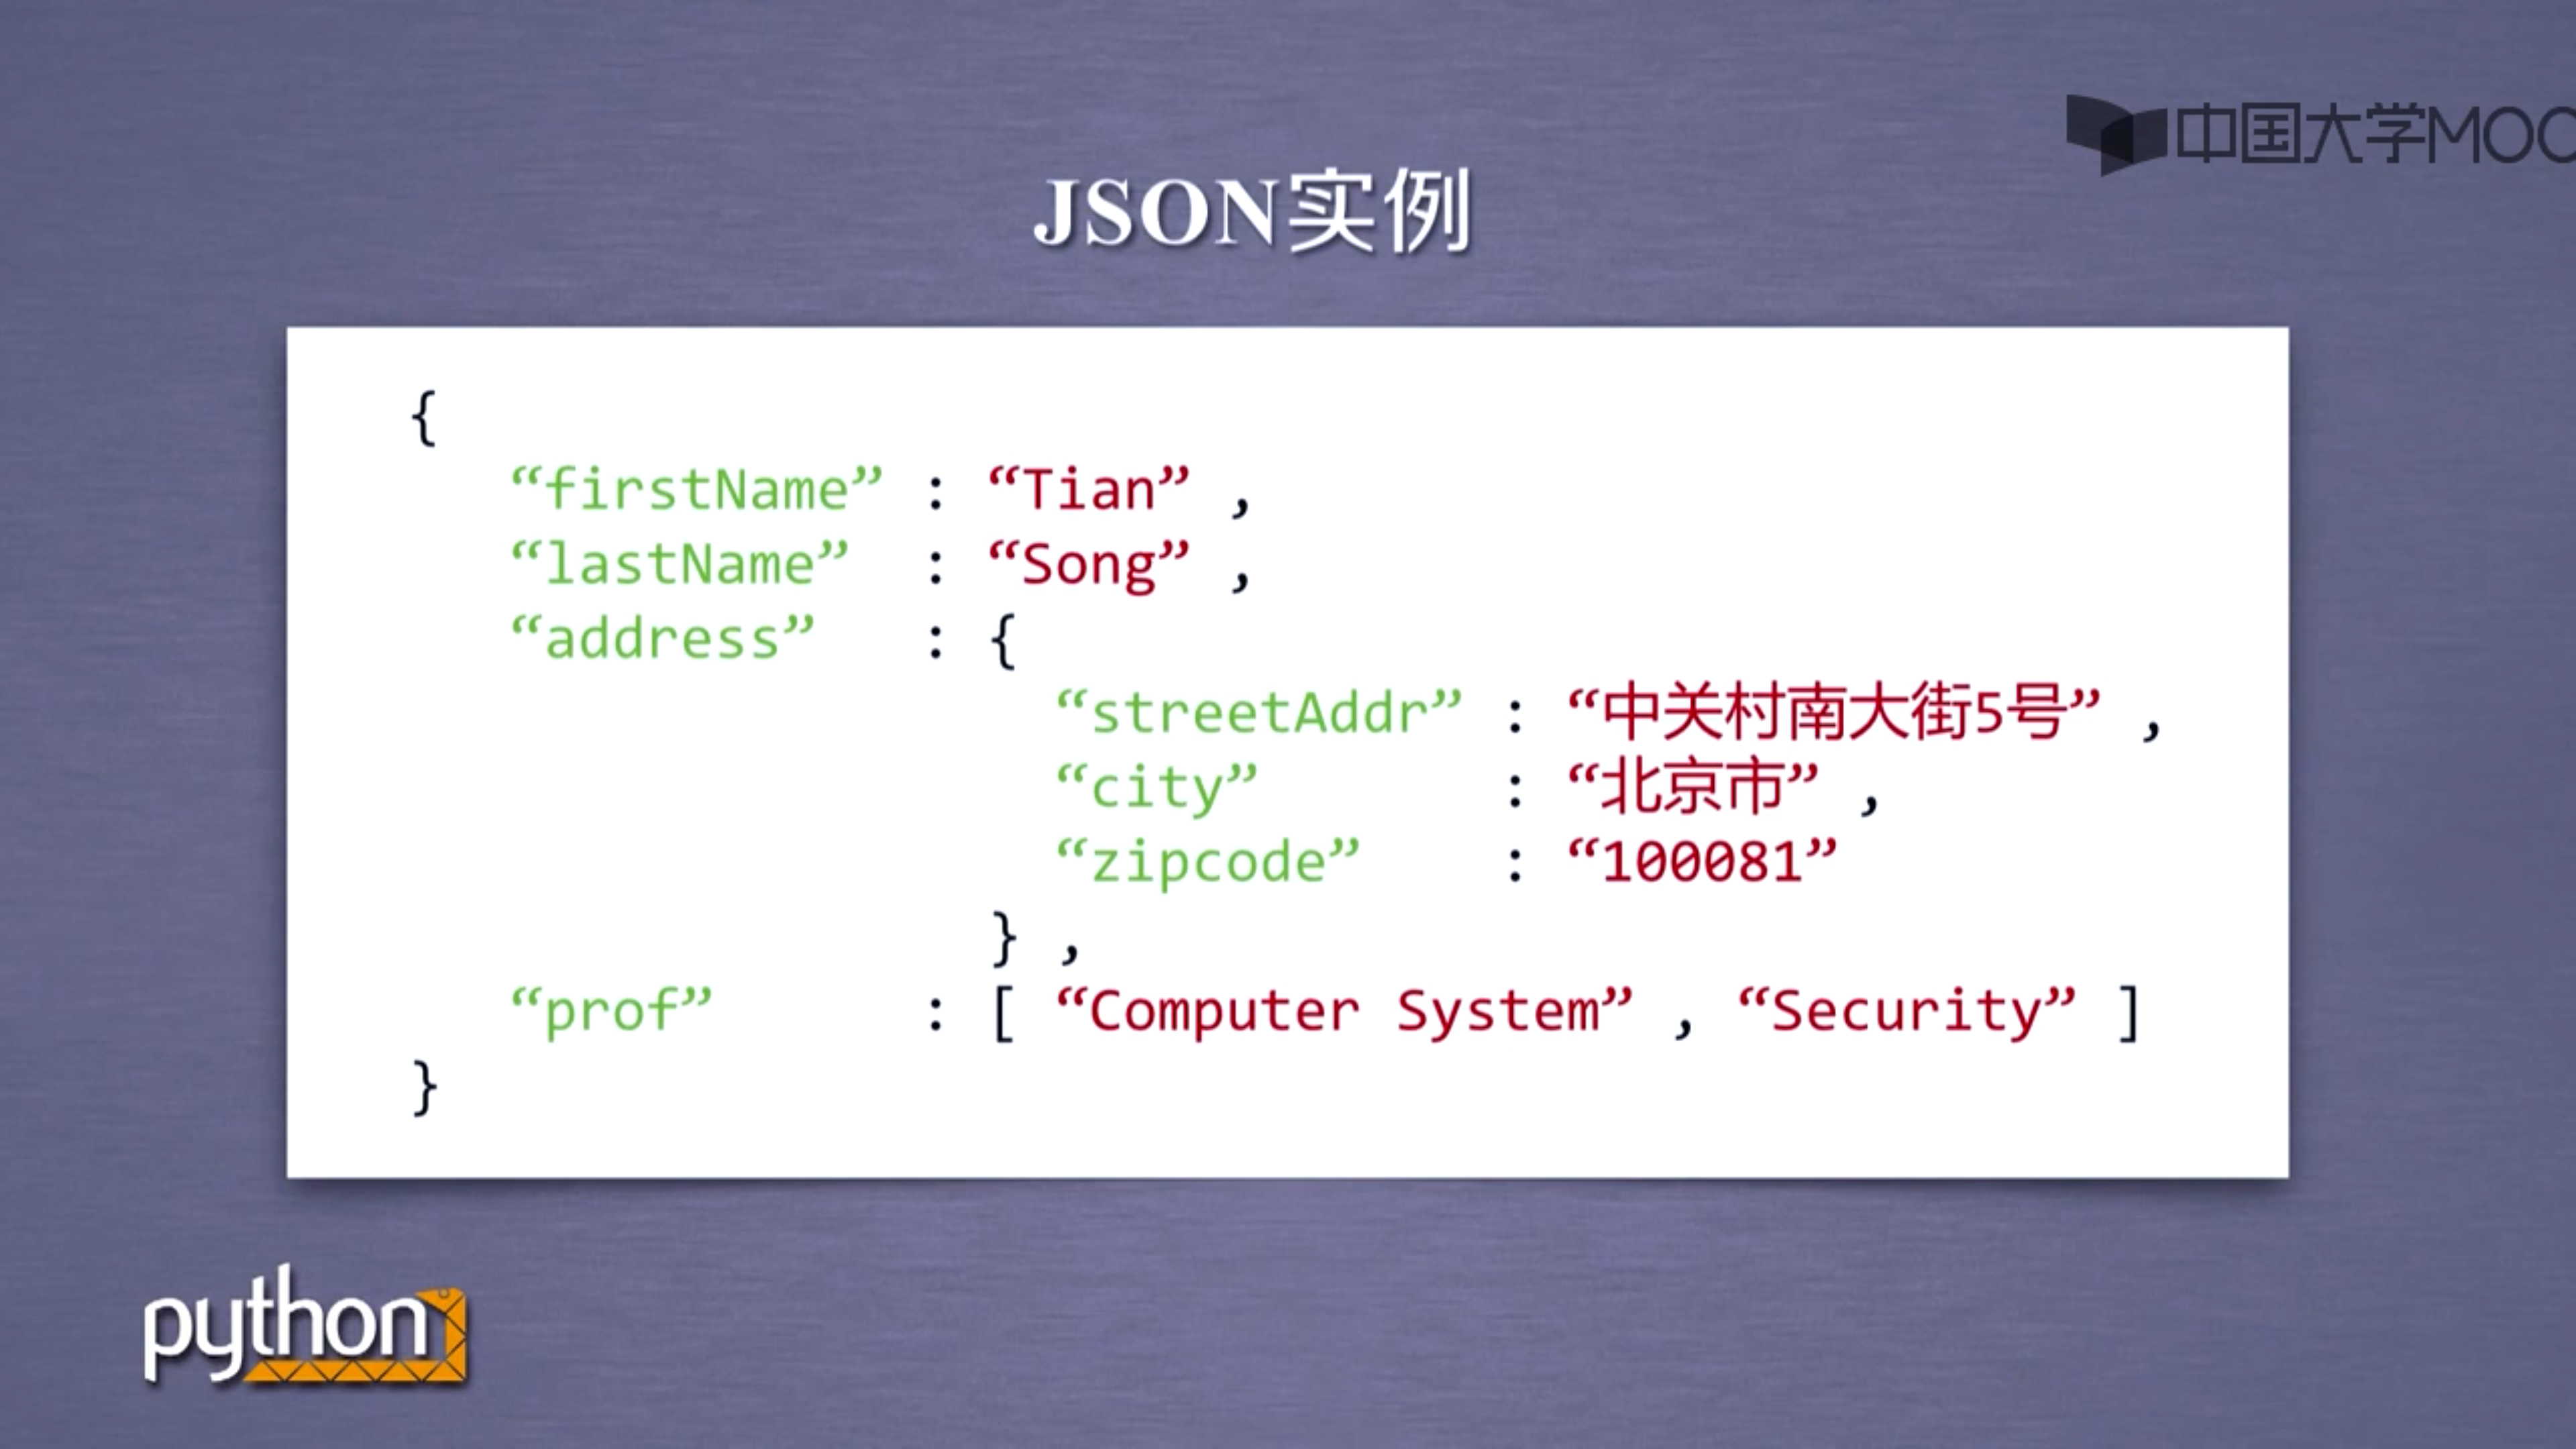 中国大学MOO
JSON实例
{
“firstName” : “Tian” ,
“lastName” : “Song” ,
“address” : {
“streetAddr” : “中关村南大街5号” ,
“city” : “北京市” ,
“zipcode” : “100081”
} ,
“prof” : [ “Computer System” , “Security” ]
}
python